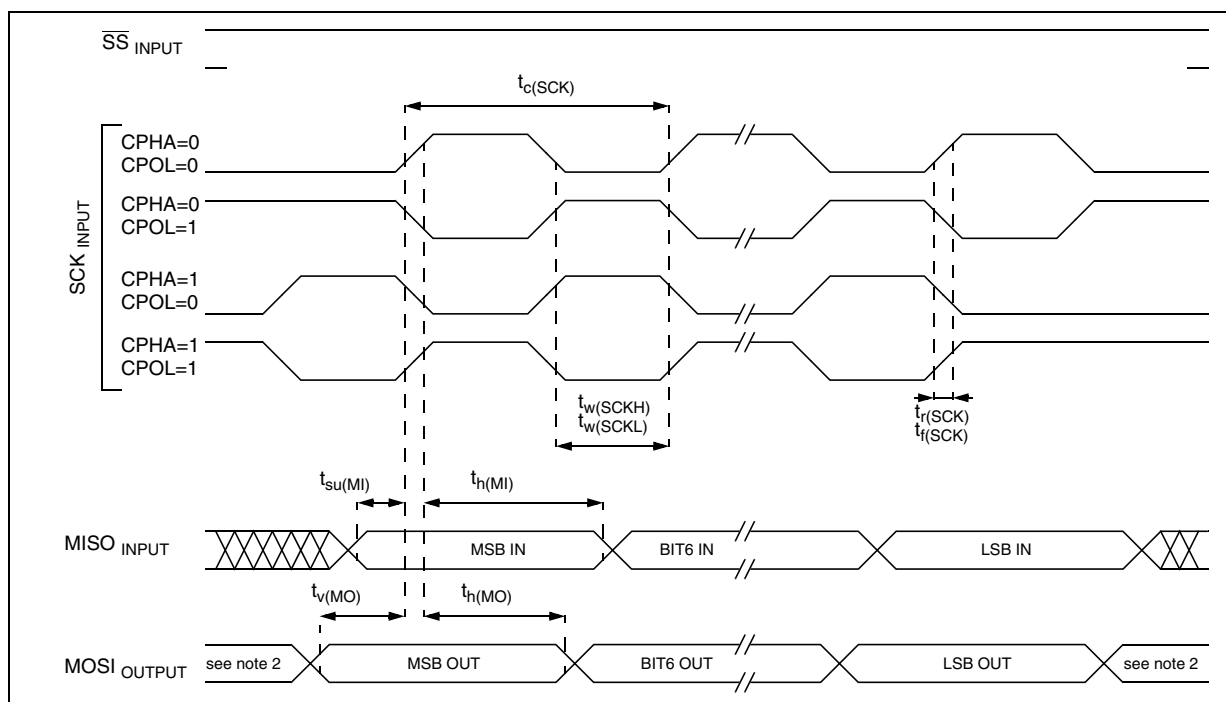 SS INPUT
tc(SCK)
SCK INPUT
CPHA=0
CPOL=0
CPHA=0
CPOL=1
CPHA=1
CPOL=0
CPHA=1
CPOL=1
tw(SCKH)
tw(SCKL)
tr(SCK)
tf(SCK)
tsu(MI)
th(MI)
MISO INPUT
MSB IN
BIT6 IN
LSB IN
tv(MO)
th(MO)
MOSI OUTPUT
see note 2
MSB OUT
BIT6 OUT
LSB OUT
see note 2